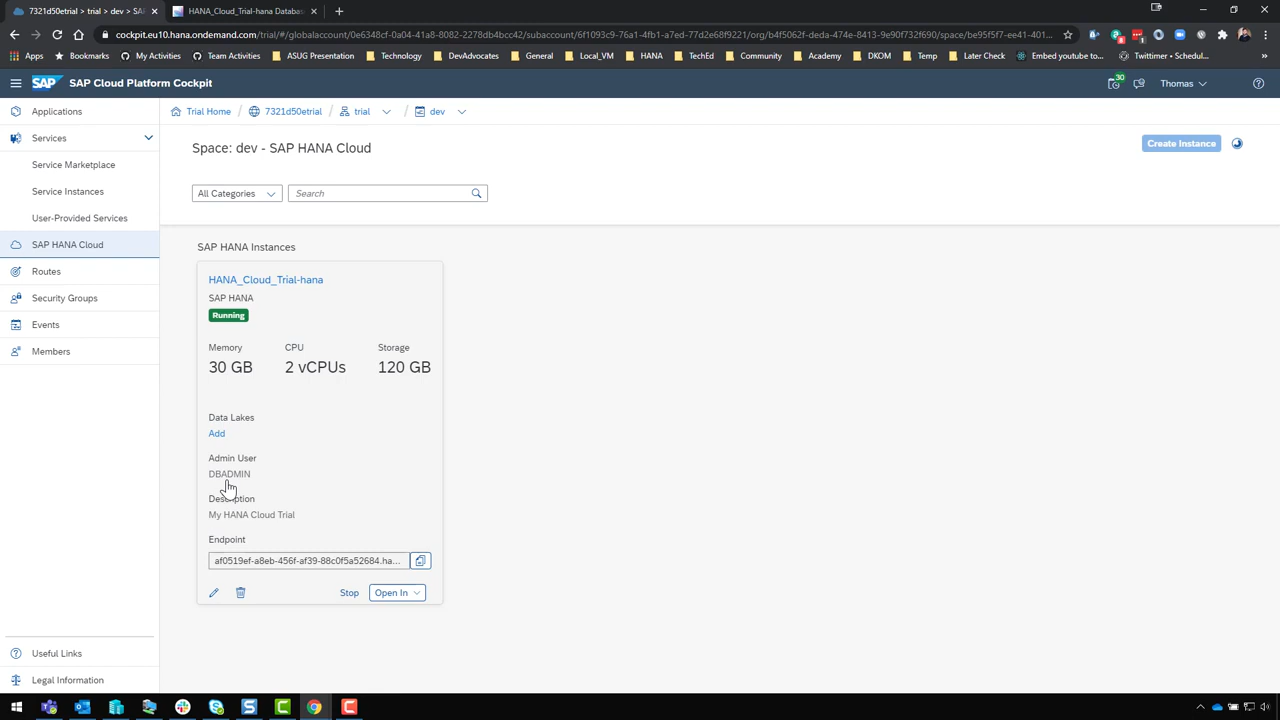 7321d50etrial > trial > dev > SA
HANA_Cloud_Trial-hana Databas
cockpit.eu10.hana.ondemand.com/trial/#/globalaccount/0e6348cf-0a04-41a8-8082-278db4bcc42/subaccount/6f1093c9-76a1-4fb1-a7ed-77d2e68f9221/org/b4f5062f-deda-474e-8413-9e90f732f690/space/be95f5f7-ee41-401...
Apps
Bookmarks
My Activities
Team Activities
ASUG Presentation
Technology
DevAdvocates
General
Local_VM
HANA
TechEd
Community
Academy
DKOM
Temp
Later Check
Embed youtube to...
Twittimer • Schedul...
SAP
SAP Cloud Platform Cockpit
30
Thomas
Applications
Services
Service Marketplace
Service Instances
User-Provided Services
SAP HANA Cloud
Routes
Security Groups
Events
Members
Useful Links
Legal Information
Trial Home / 7321d50etrial / trial / dev
Space: dev - SAP HANA Cloud
Create Instance
All Categories
Search
SAP HANA Instances
HANA_Cloud_Trial-hana
SAP HANA
Running
Memory CPU Storage
30 GB 2 vCPUs 120 GB
Data Lakes
Add
Admin User
DBADMIN
Description
My HANA Cloud Trial
Endpoint
af0519ef-a8eb-456f-af39-88c0f5a52684.ha...
Stop
Open In